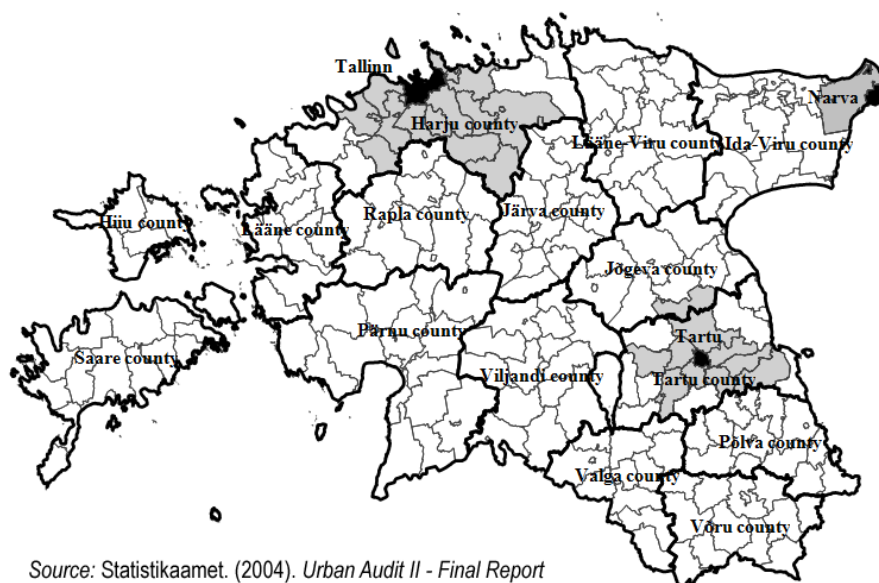 Tallinn
Narva
Harju county
Lääne-Viru county
Ida-Viru county
Hiiu county
Lääne county
Rapla county
Järva county
Jõgeva county
Saare county
Pärnu county
Tartu
Viljandi county
Tartu county
Põlva county
Valga county
Võru county
Source: Statistikaamet. (2004). Urban Audit II - Final Report